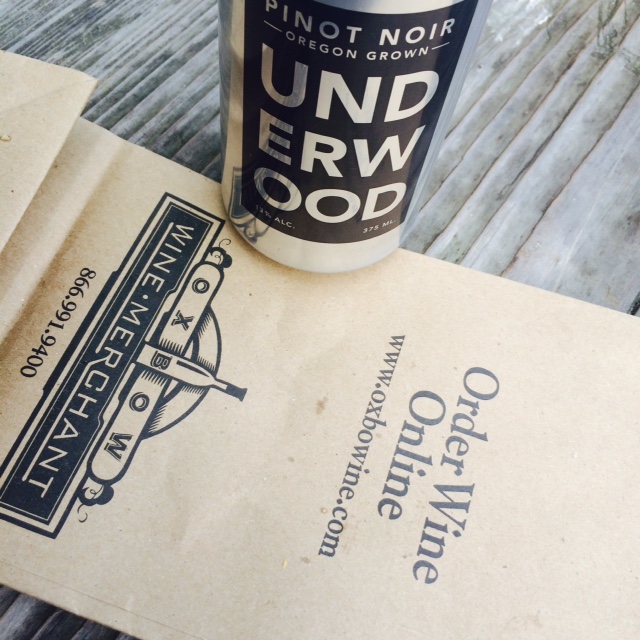 PINOT NOIR
OREGON GROWN
UND
ERW
OOD
% ALC. 375 ML.
WINE · MERCHANT
OXBOW
866.991.9400
Order Wine
Online
www.oxbowine.com